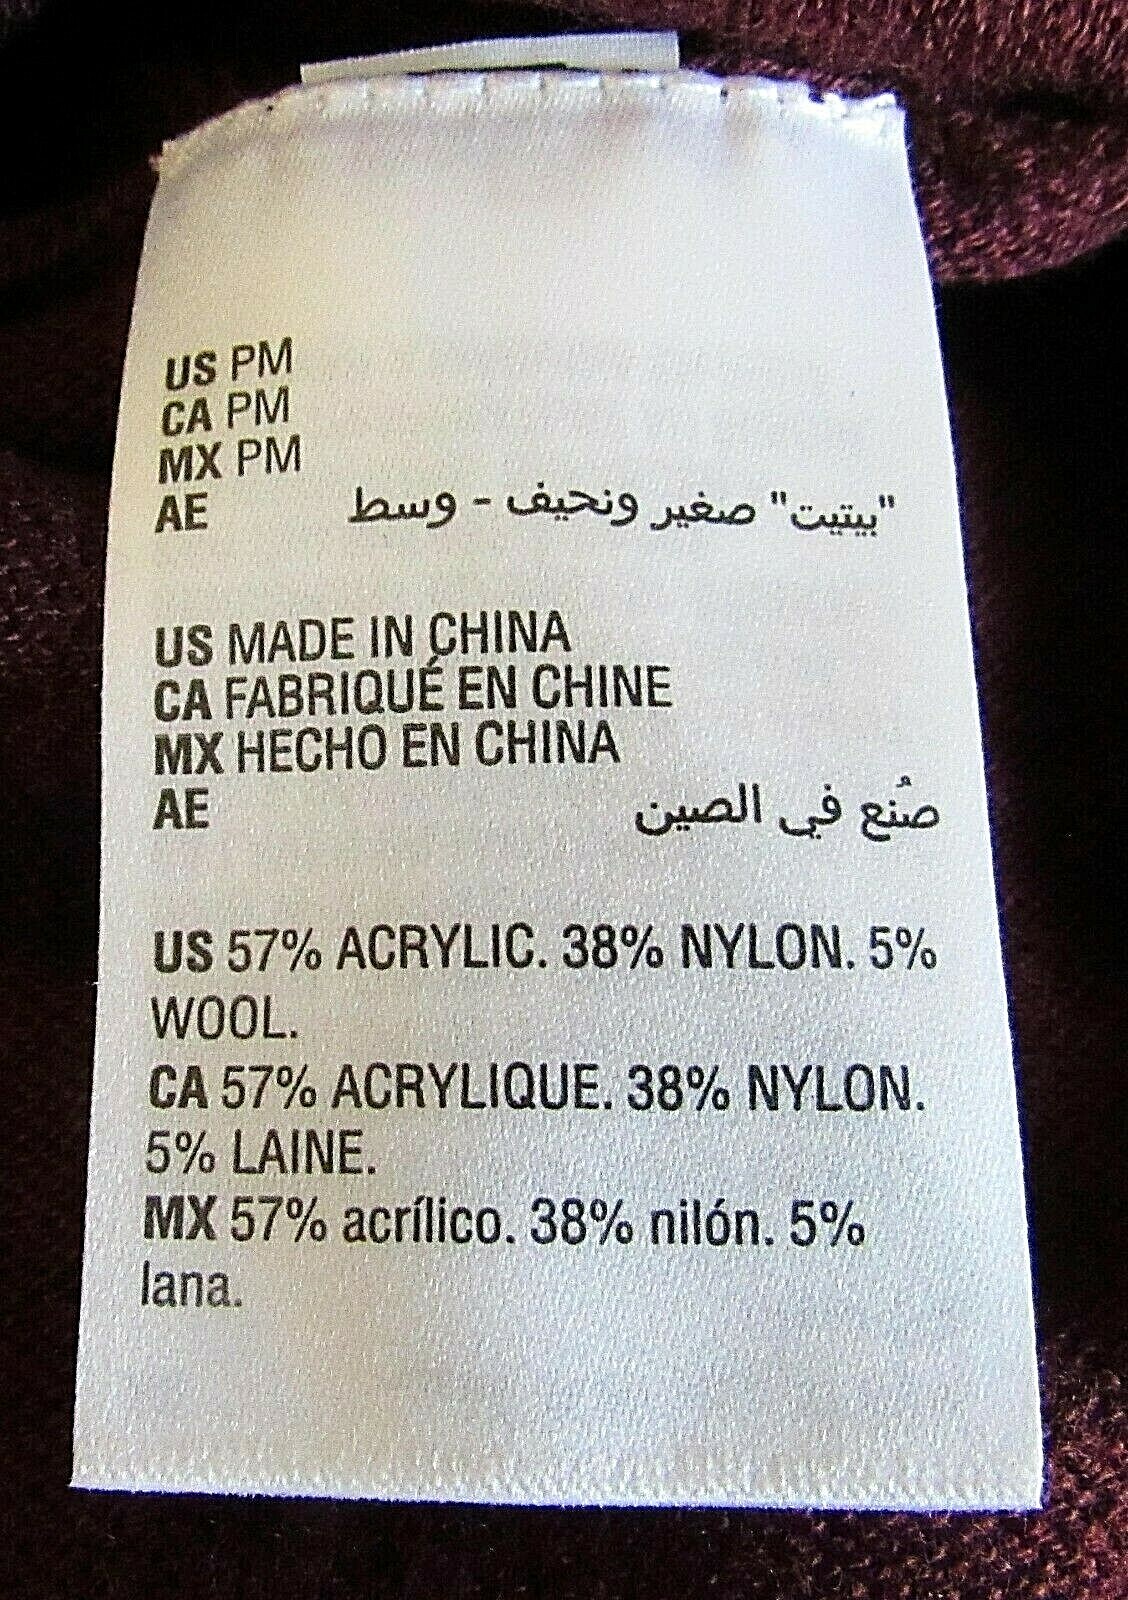 US PM
CA PM
MX PM
AE "بيتيت" صغير ونحيف - وسط
US MADE IN CHINA
CA FABRIQUÉ EN CHINE
MX HECHO EN CHINA
AE صُنع في الصين
US 57% ACRYLIC. 38% NYLON. 5%
WOOL.
CA 57% ACRYLIQUE. 38% NYLON.
5% LAINE.
MX 57% acrílico. 38% nilón. 5%
lana.